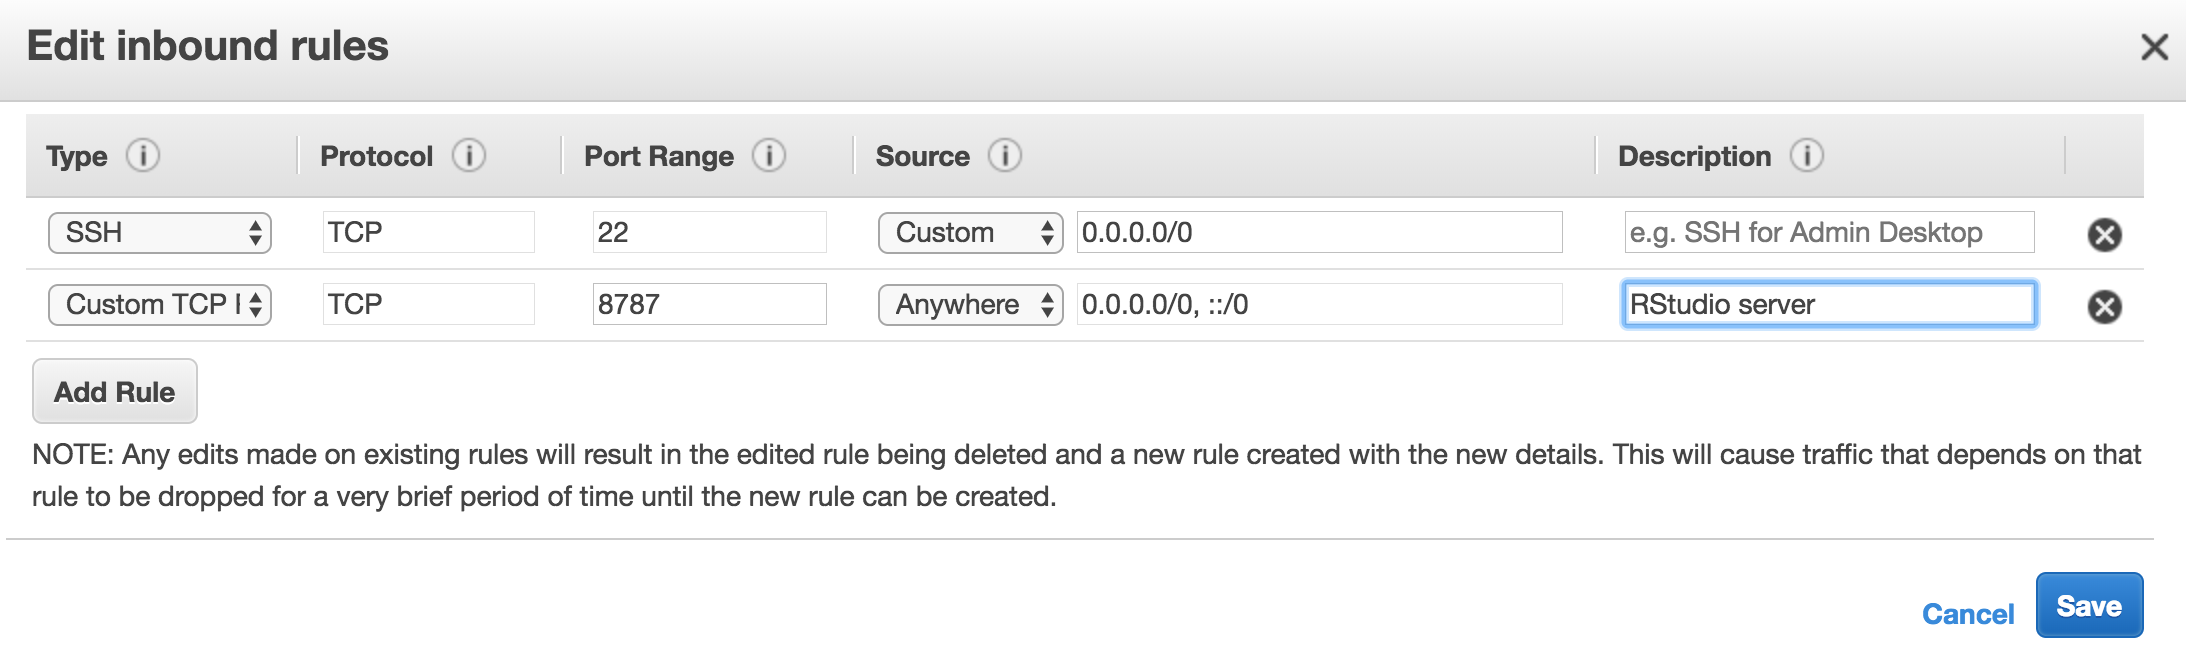 Edit inbound rules
Type Protocol Port Range Source Description
SSH TCP 22 Custom 0.0.0.0/0 e.g. SSH for Admin Desktop
Custom TCP TCP 8787 Anywhere 0.0.0.0/0, ::/0 RStudio server
Add Rule
NOTE: Any edits made on existing rules will result in the edited rule being deleted and a new rule created with the new details. This will cause traffic that depends on that
rule to be dropped for a very brief period of time until the new rule can be created.
Cancel Save